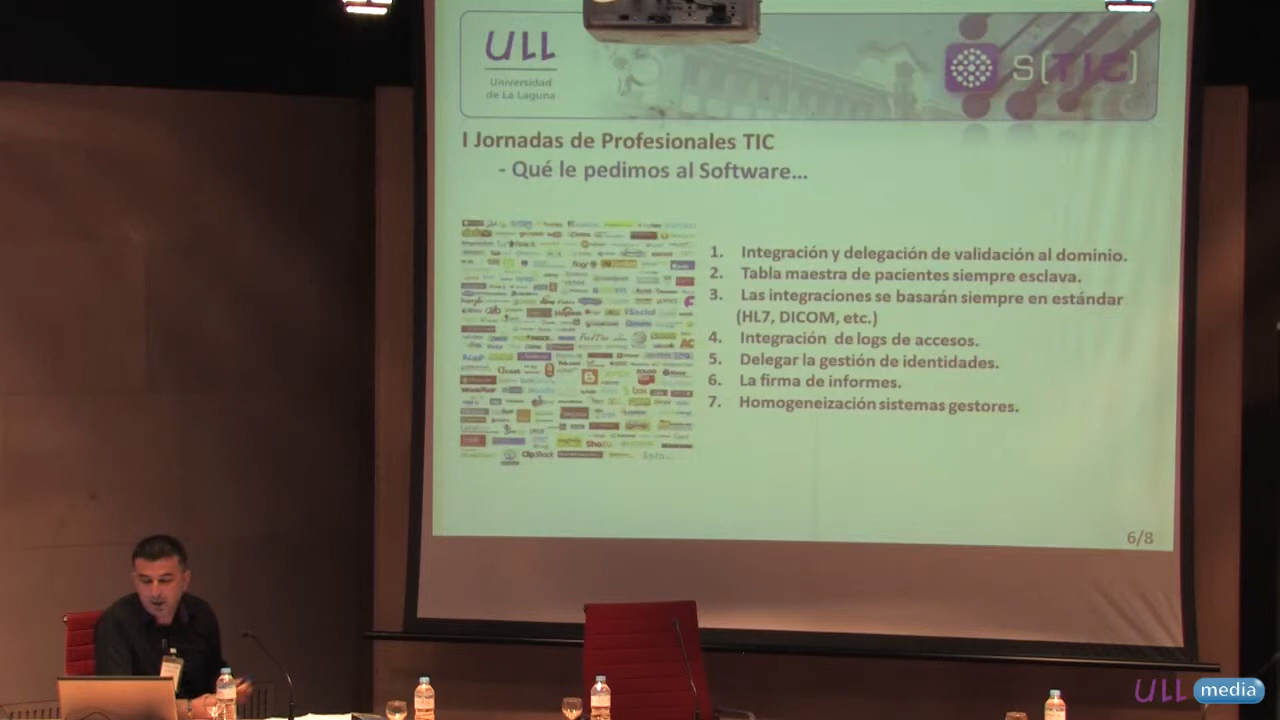 ULL
Universidad
de La Laguna
S(TIC)
I Jornadas de Profesionales TIC
- Qué le pedimos al Software...
1. Integración y delegación de validación al dominio.
2. Tabla maestra de pacientes siempre esclava.
3. Las integraciones se basarán siempre en estándar
(HL7, DICOM, etc.)
4. Integración de logs de accesos.
5. Delegar la gestión de identidades.
6. La firma de informes.
7. Homogeneización sistemas gestores.
ClipShack
6/8
ULL media